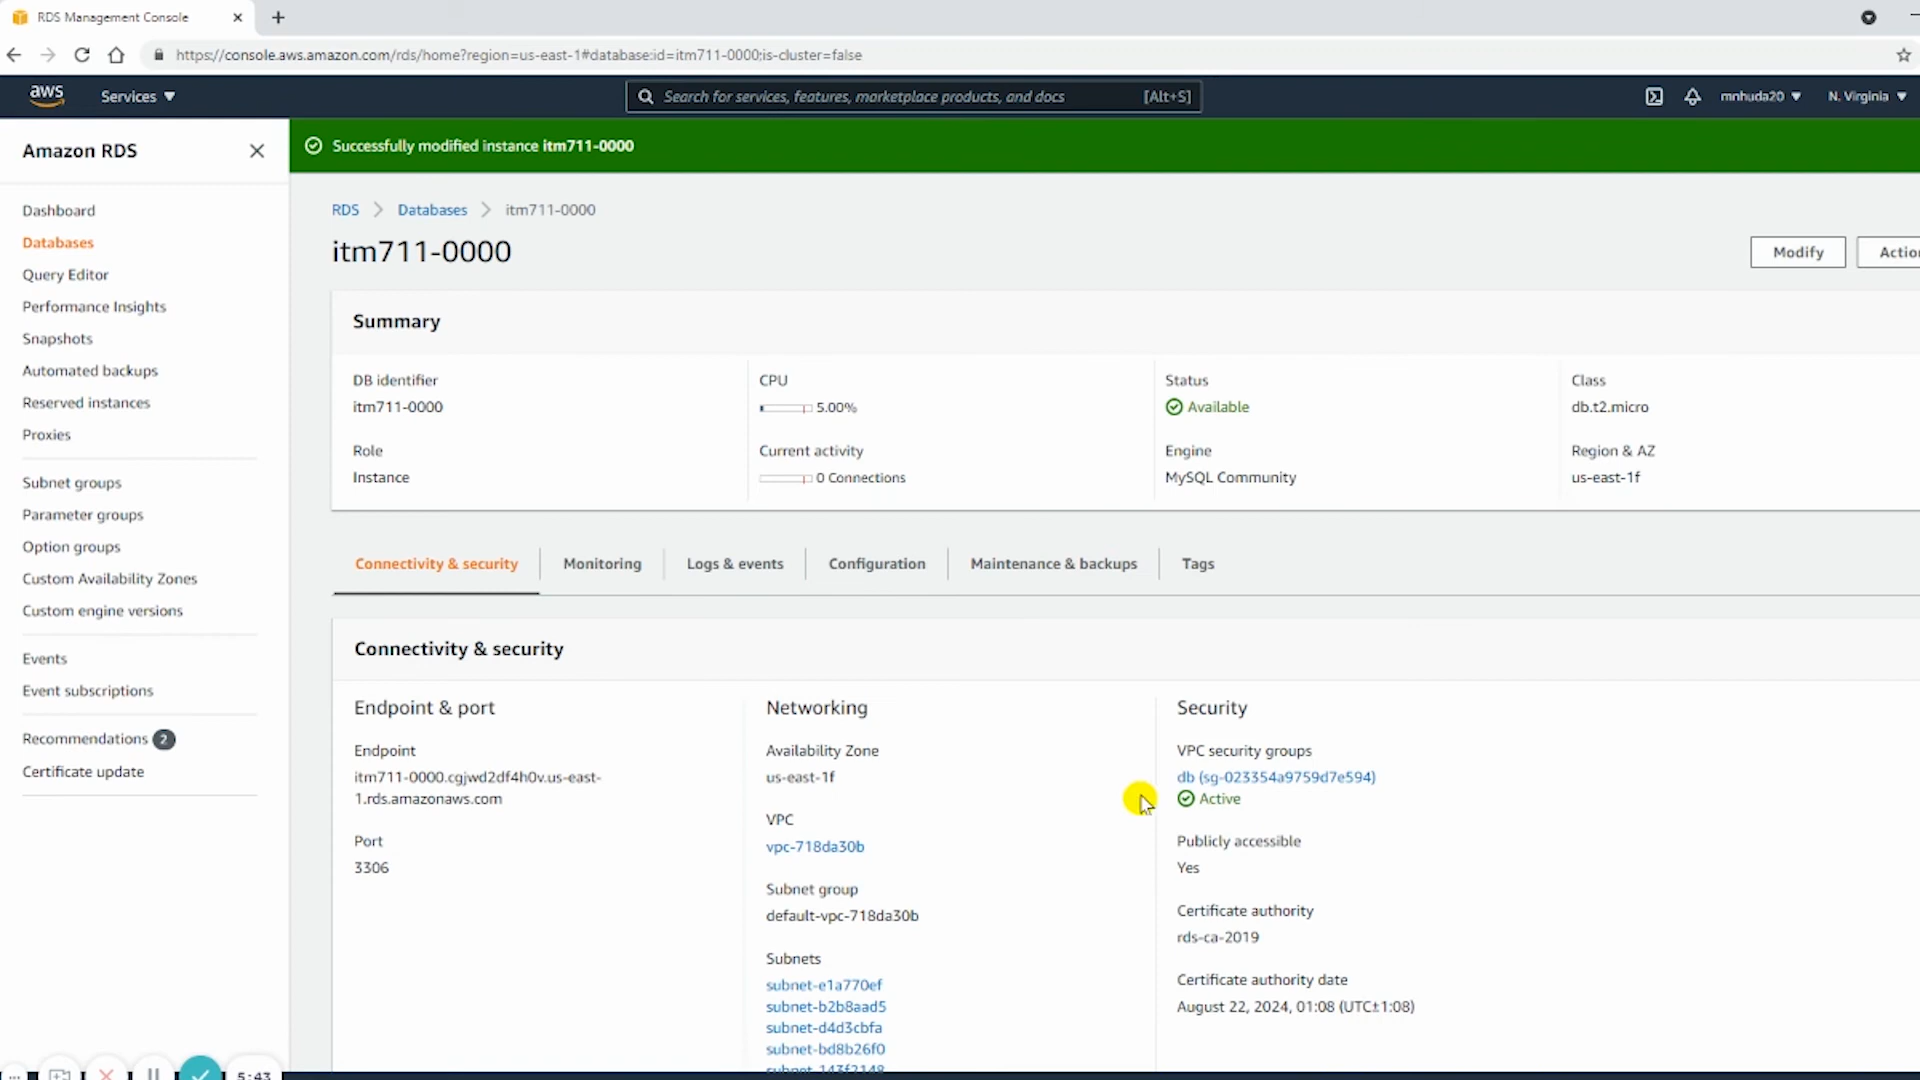 RDS Management Console
https://console.aws.amazon.com/rds/home?region=us-east-1#database:id=itm711-0000;is-cluster=false
aws
Services
Search for services, features, marketplace products, and docs
[Alt+S]
mnhuda20
N. Virginia
Amazon RDS
Successfully modified instance itm711-0000
Dashboard
Databases
Query Editor
Performance Insights
Snapshots
Automated backups
Reserved instances
Proxies
Subnet groups
Parameter groups
Option groups
Custom Availability Zones
Custom engine versions
Events
Event subscriptions
Recommendations 2
Certificate update
RDS > Databases > itm711-0000
itm711-0000
Modify
Actio
Summary
DB identifier
itm711-0000
CPU
5.00%
Status
Available
Class
db.t2.micro
Role
Instance
Current activity
0 Connections
Engine
MySQL Community
Region & AZ
us-east-1f
Connectivity & security
Monitoring
Logs & events
Configuration
Maintenance & backups
Tags
Connectivity & security
Endpoint & port
Endpoint
itm711-0000.cgjwd2df4h0v.us-east-
1.rds.amazonaws.com
Port
3306
Networking
Availability Zone
us-east-1f
VPC
vpc-718da30b
Subnet group
default-vpc-718da30b
Subnets
subnet-e1a770ef
subnet-b2b8aad5
subnet-d4d3cbfa
subnet-bd8b26f0
subnet-143f2148
Security
VPC security groups
db (sg-023354a9759d7e594)
Active
Publicly accessible
Yes
Certificate authority
rds-ca-2019
Certificate authority date
August 22, 2024, 01:08 (UTC±1:08)
5:43